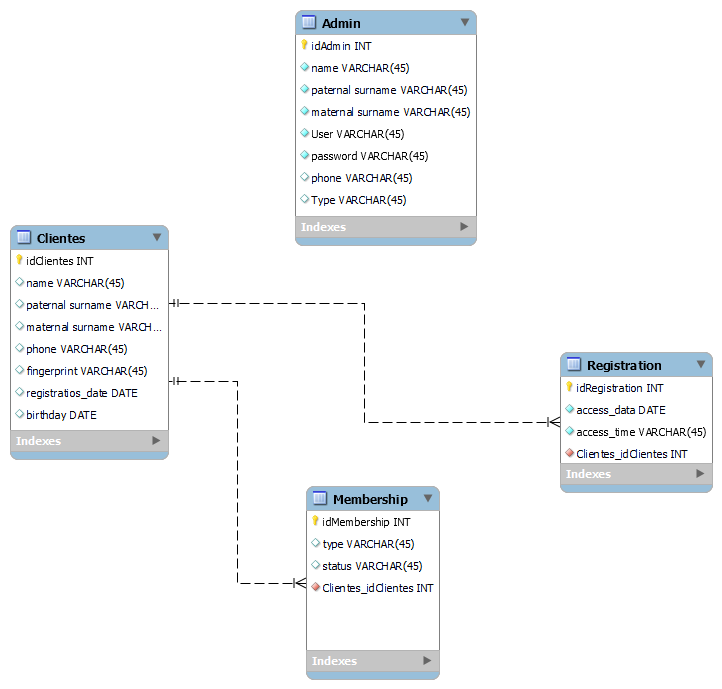 Admin
idAdmin INT
name VARCHAR(45)
paternal surname VARCHAR(45)
maternal surname VARCHAR(45)
User VARCHAR(45)
password VARCHAR(45)
phone VARCHAR(45)
Type VARCHAR(45)
Indexes
Clientes
idClientes INT
name VARCHAR(45)
paternal surname VARCH...
maternal surname VARCHA...
phone VARCHAR(45)
fingerprint VARCHAR(45)
registratios_date DATE
birthday DATE
Indexes
Registration
idRegistration INT
access_data DATE
access_time VARCHAR(45)
Clientes_idClientes INT
Indexes
Membership
idMembership INT
type VARCHAR(45)
status VARCHAR(45)
Clientes_idClientes INT
Indexes